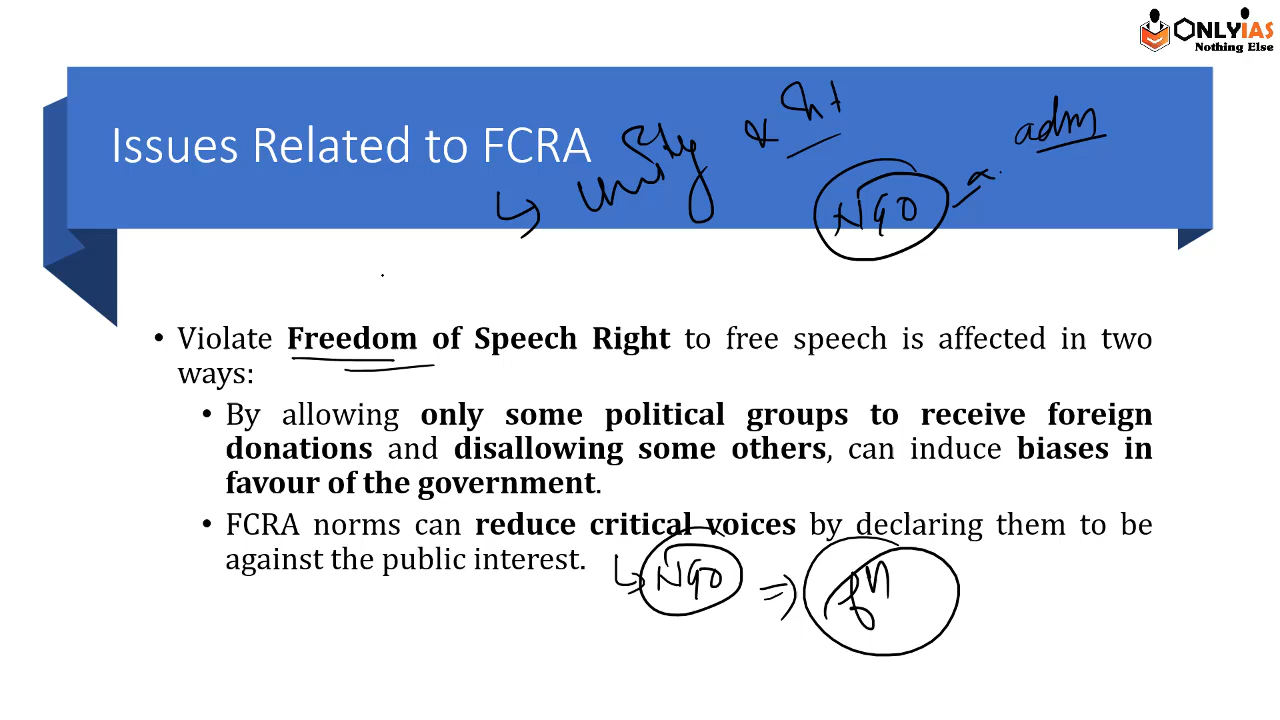 ONLYIAS
Nothing Else
& Int
adm
Issues Related to FCRA
unity
NGO
• Violate Freedom of Speech Right to free speech is affected in two
ways:
• By allowing only some political groups to receive foreign
donations and disallowing some others, can induce biases in
favour of the government.
• FCRA norms can reduce critical voices by declaring them to be
against the public interest.
NGO ⇒ fn